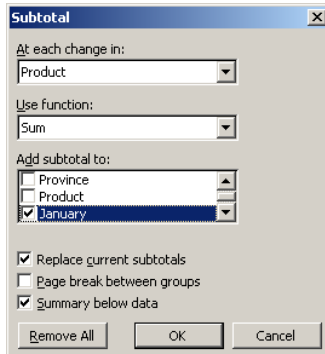 Subtotal
At each change in:
Product
Use function:
Sum
Add subtotal to:
Province
Product
January
Replace current subtotals
Page break between groups
Summary below data
Remove All OK Cancel